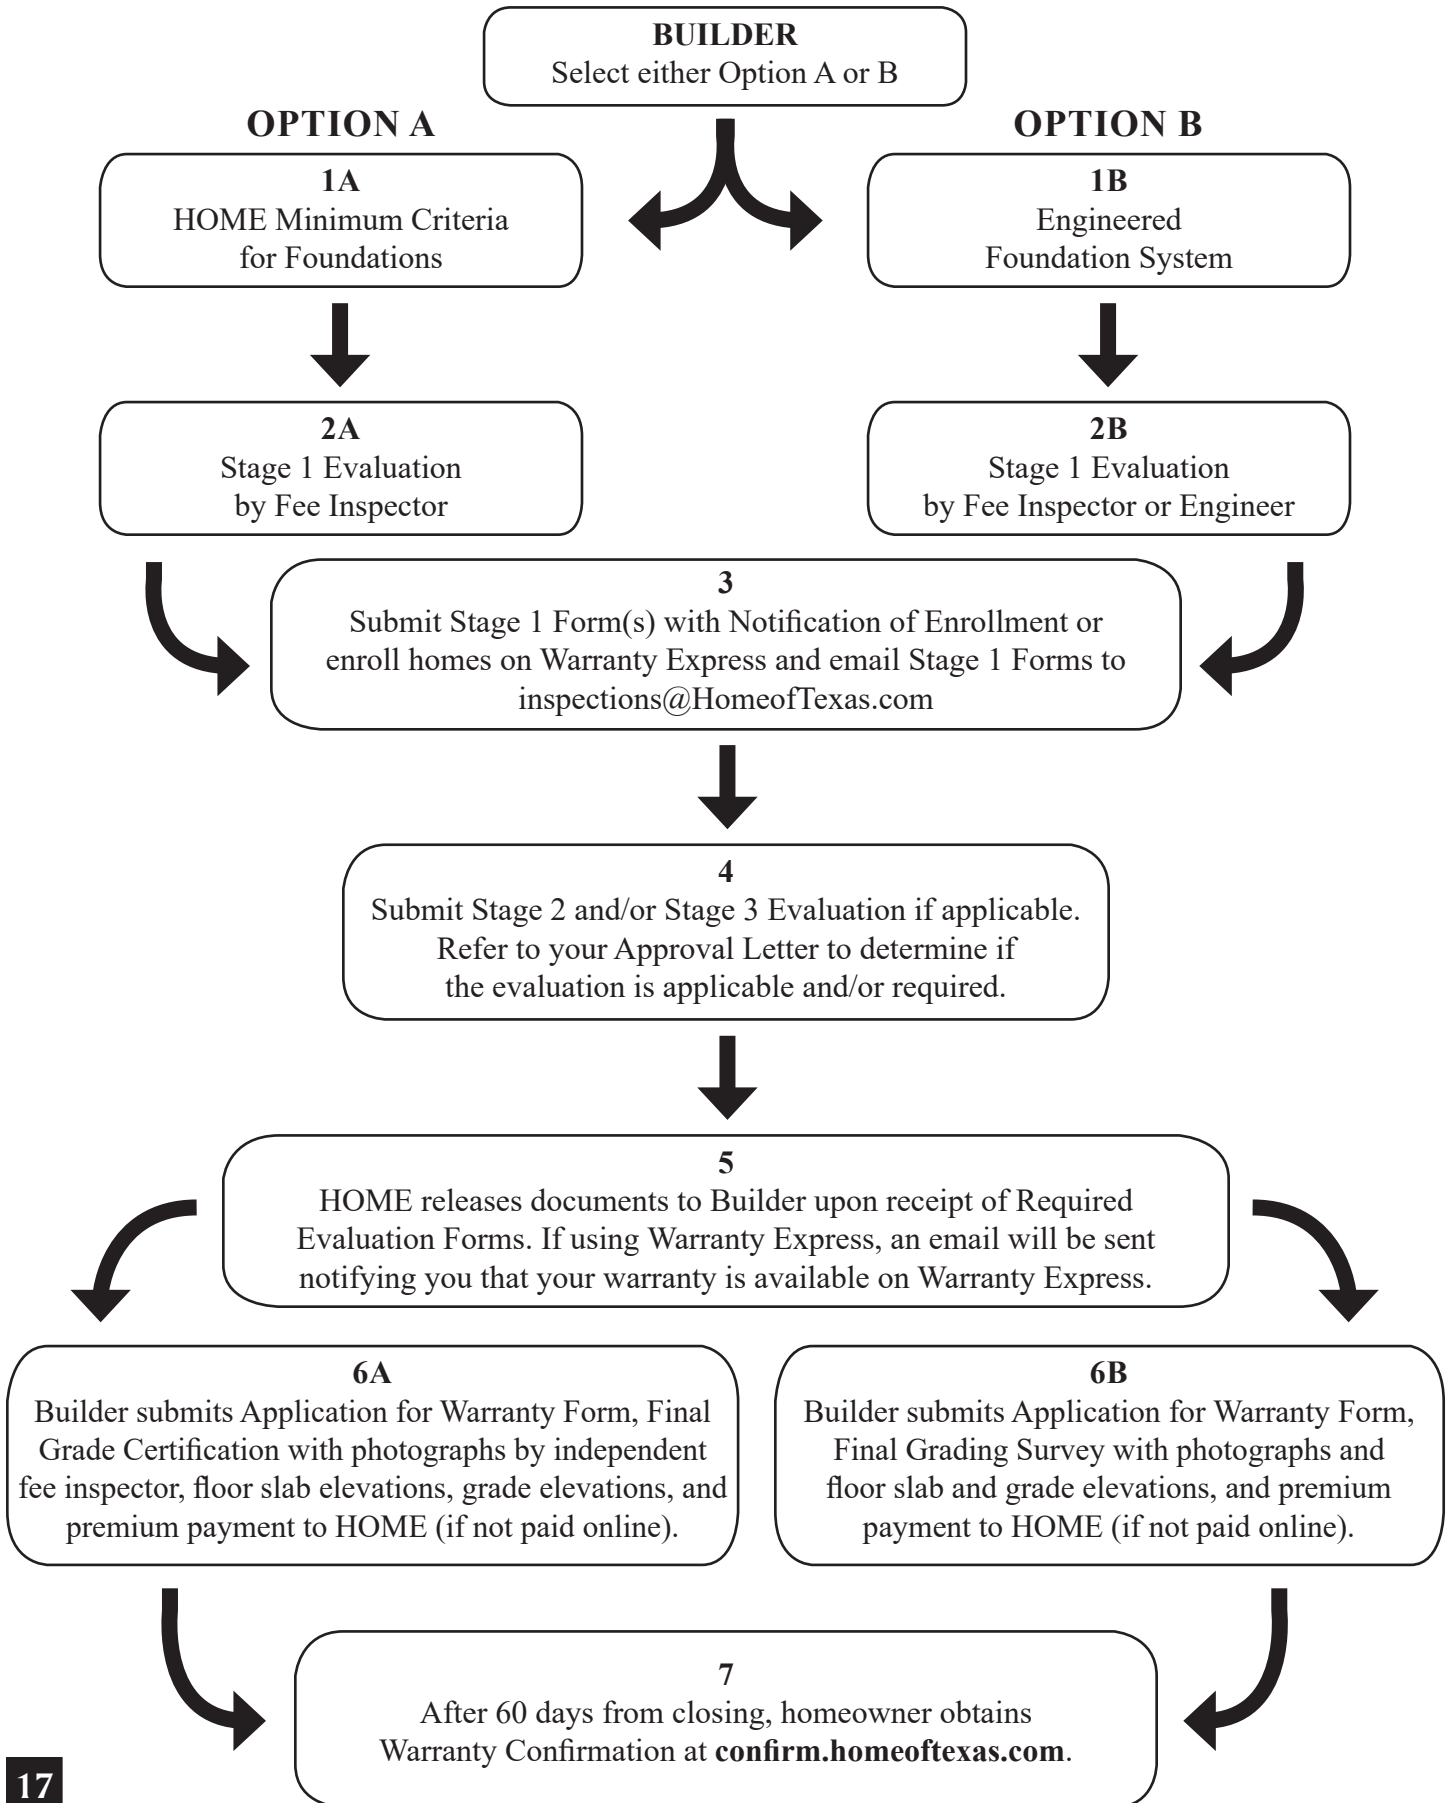 BUILDER
Select either Option A or B
OPTION A
OPTION B
1A
HOME Minimum Criteria
for Foundations
1B
Engineered
Foundation System
2A
Stage 1 Evaluation
by Fee Inspector
2B
Stage 1 Evaluation
by Fee Inspector or Engineer
3
Submit Stage 1 Form(s) with Notification of Enrollment or
enroll homes on Warranty Express and email Stage 1 Forms to
inspections@HomeofTexas.com
4
Submit Stage 2 and/or Stage 3 Evaluation if applicable.
Refer to your Approval Letter to determine if
the evaluation is applicable and/or required.
5
HOME releases documents to Builder upon receipt of Required
Evaluation Forms. If using Warranty Express, an email will be sent
notifying you that your warranty is available on Warranty Express.
6A
Builder submits Application for Warranty Form, Final
Grade Certification with photographs by independent
fee inspector, floor slab elevations, grade elevations, and
premium payment to HOME (if not paid online).
6B
Builder submits Application for Warranty Form,
Final Grading Survey with photographs and
floor slab and grade elevations, and premium
payment to HOME (if not paid online).
7
After 60 days from closing, homeowner obtains
Warranty Confirmation at confirm.homeoftexas.com.
17